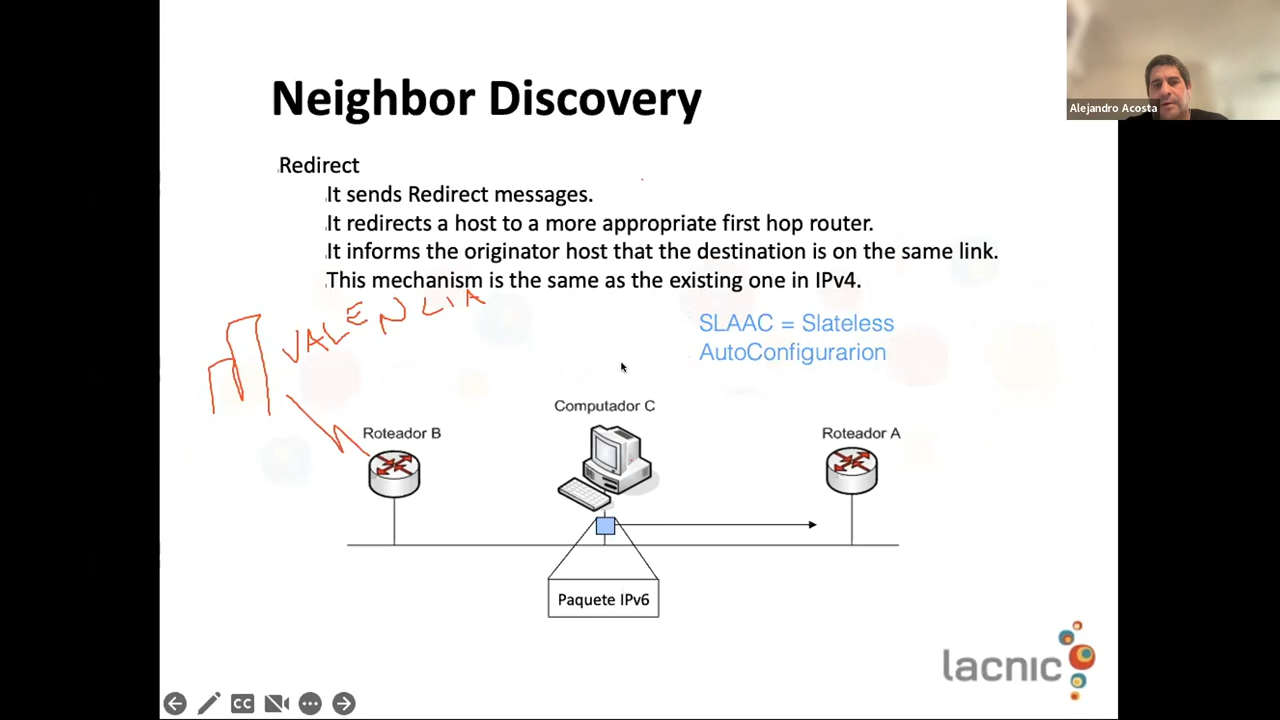 Neighbor Discovery
Alejandro Acosta
Redirect
It sends Redirect messages.
It redirects a host to a more appropriate first hop router.
It informs the originator host that the destination is on the same link.
This mechanism is the same as the existing one in IPv4.
VALENCIA
SLAAC = Slateless
AutoConfigurarion
Computador C
Roteador B
Roteador A
Paquete IPv6
lacnic
CC